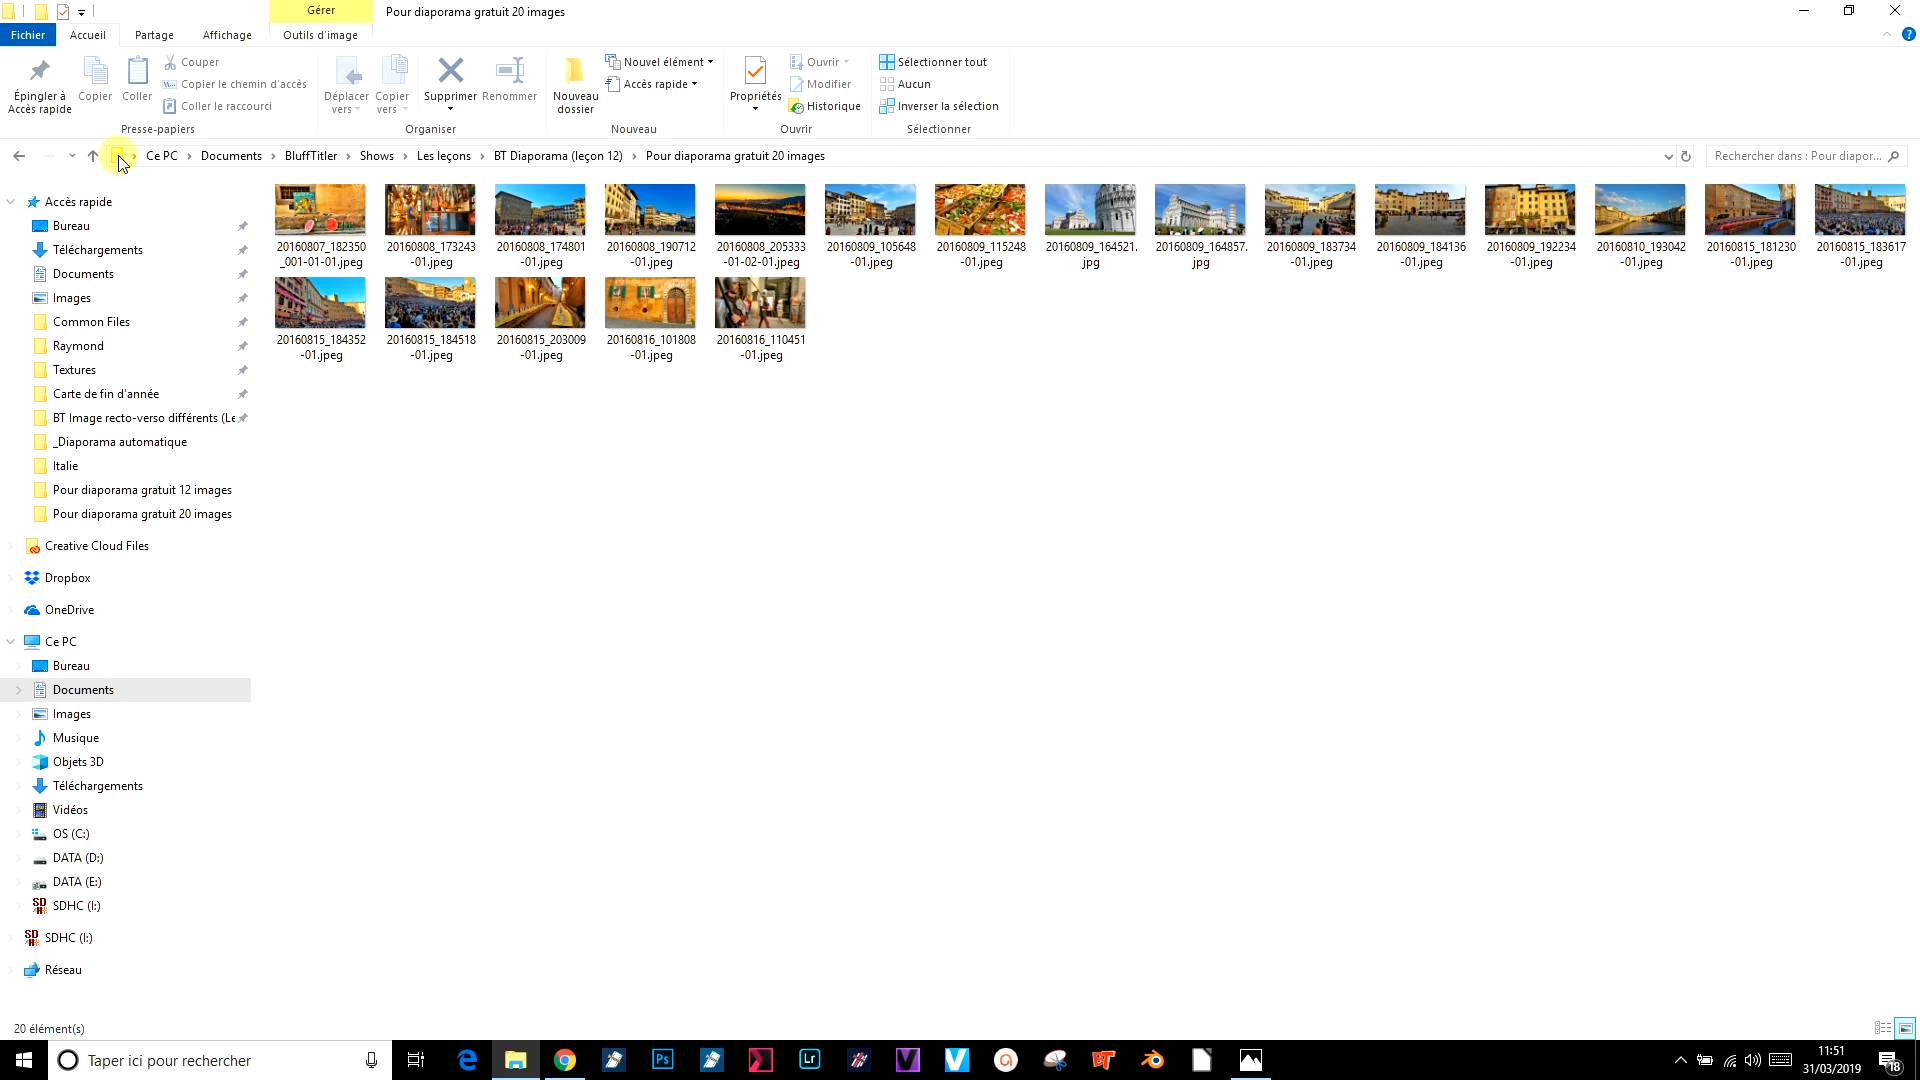 Gérer
Pour diaporama gratuit 20 images
Fichier
Accueil
Partage
Affichage
Outils d'image
Épingler à
Accès rapide
Copier
Coller
Couper
Copier le chemin d'accès
Coller le raccourci
Presse-papiers
Déplacer
vers
Copier
vers
Supprimer
Renommer
Organiser
Nouveau
dossier
Nouvel élément
Accès rapide
Nouveau
Propriétés
Ouvrir
Modifier
Historique
Ouvrir
Sélectionner tout
Aucun
Inverser la sélection
Sélectionner
Ce PC > Documents > BluffTitler > Shows > Les leçons > BT Diaporama (leçon 12) > Pour diaporama gratuit 20 images
Rechercher dans : Pour diapor...
Accès rapide
Bureau
Téléchargements
Documents
Images
Common Files
Raymond
Textures
Carte de fin d'année
BT Image recto-verso différents (Le
_Diaporama automatique
Italie
Pour diaporama gratuit 12 images
Pour diaporama gratuit 20 images
Creative Cloud Files
Dropbox
OneDrive
Ce PC
Bureau
Documents
Images
Musique
Objets 3D
Téléchargements
Vidéos
OS (C:)
DATA (D:)
DATA (E:)
SDHC (I:)
SDHC (I:)
Réseau
20160807_182350
_001-01-01.jpeg
20160808_173243
-01.jpeg
20160808_174801
-01.jpeg
20160808_190712
-01.jpeg
20160808_205333
-01-02-01.jpeg
20160809_105648
-01.jpeg
20160809_115248
-01.jpeg
20160809_164521.
jpg
20160809_164857.
jpg
20160809_183734
-01.jpeg
20160809_184136
-01.jpeg
20160809_192234
-01.jpeg
20160810_193042
-01.jpeg
20160815_181230
-01.jpeg
20160815_183617
-01.jpeg
20160815_184352
-01.jpeg
20160815_184518
-01.jpeg
20160815_203009
-01.jpeg
20160816_101808
-01.jpeg
20160816_110451
-01.jpeg
20 élément(s)
Taper ici pour rechercher
Ps
Lr
BT
11:51
31/03/2019
18